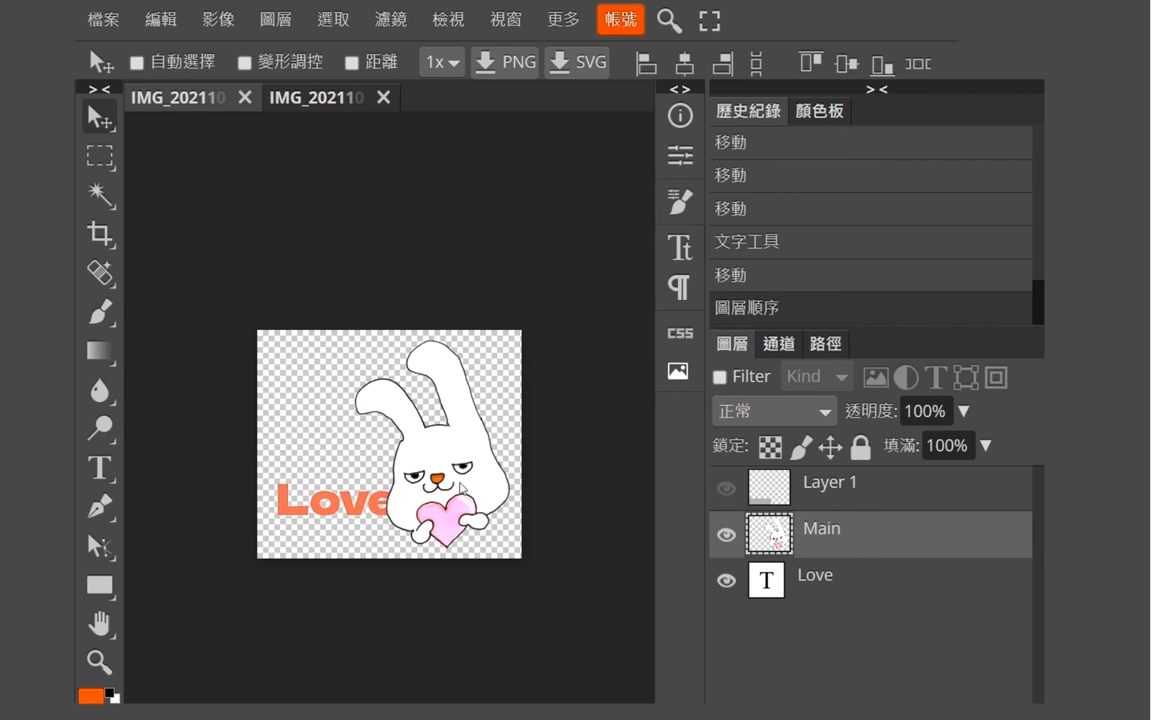 檔案 編輯 影像 圖層 選取 濾鏡 檢視 視窗 更多 帳號
自動選擇 變形調控 距離 1x PNG SVG
> < IMG_202110 IMG_202110 < > > <
歷史紀錄 顏色板
移動
移動
移動
文字工具
移動
圖層順序
CSS
圖層 通道 路徑
Filter Kind
正常 透明度: 100%
鎖定: 填滿: 100%
Layer 1
Main
Love
Love